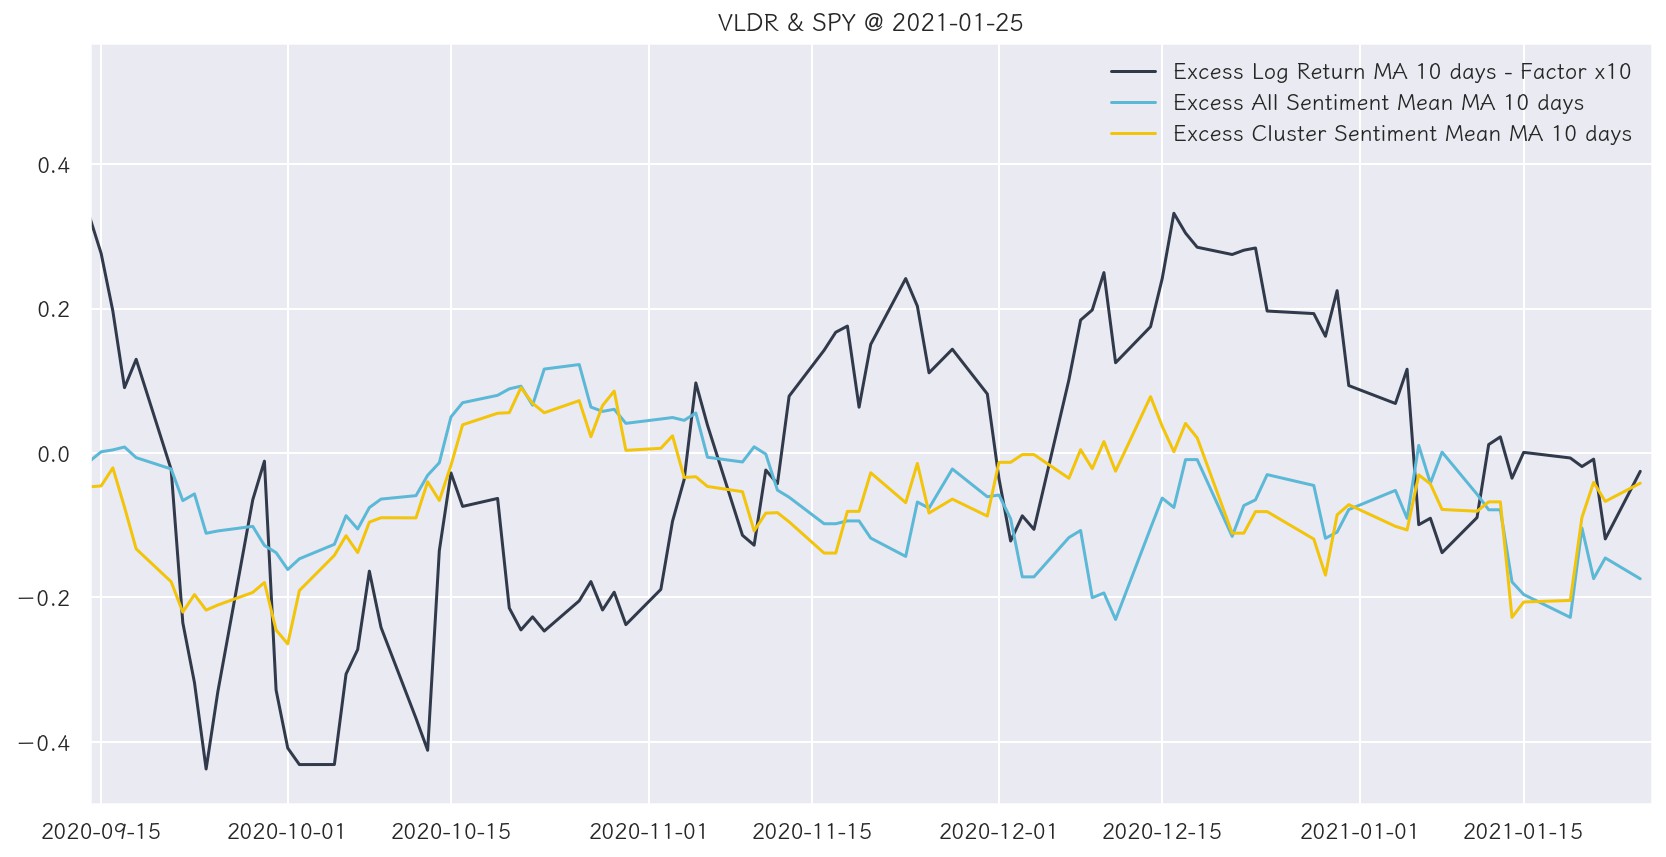 VLDR & SPY @ 2021-01-25
Excess Log Return MA 10 days - Factor x10
Excess All Sentiment Mean MA 10 days
Excess Cluster Sentiment Mean MA 10 days
0.4
0.2
0.0
−0.2
−0.4
2020-09-15 2020-10-01 2020-10-15 2020-11-01 2020-11-15 2020-12-01 2020-12-15 2021-01-01 2021-01-15